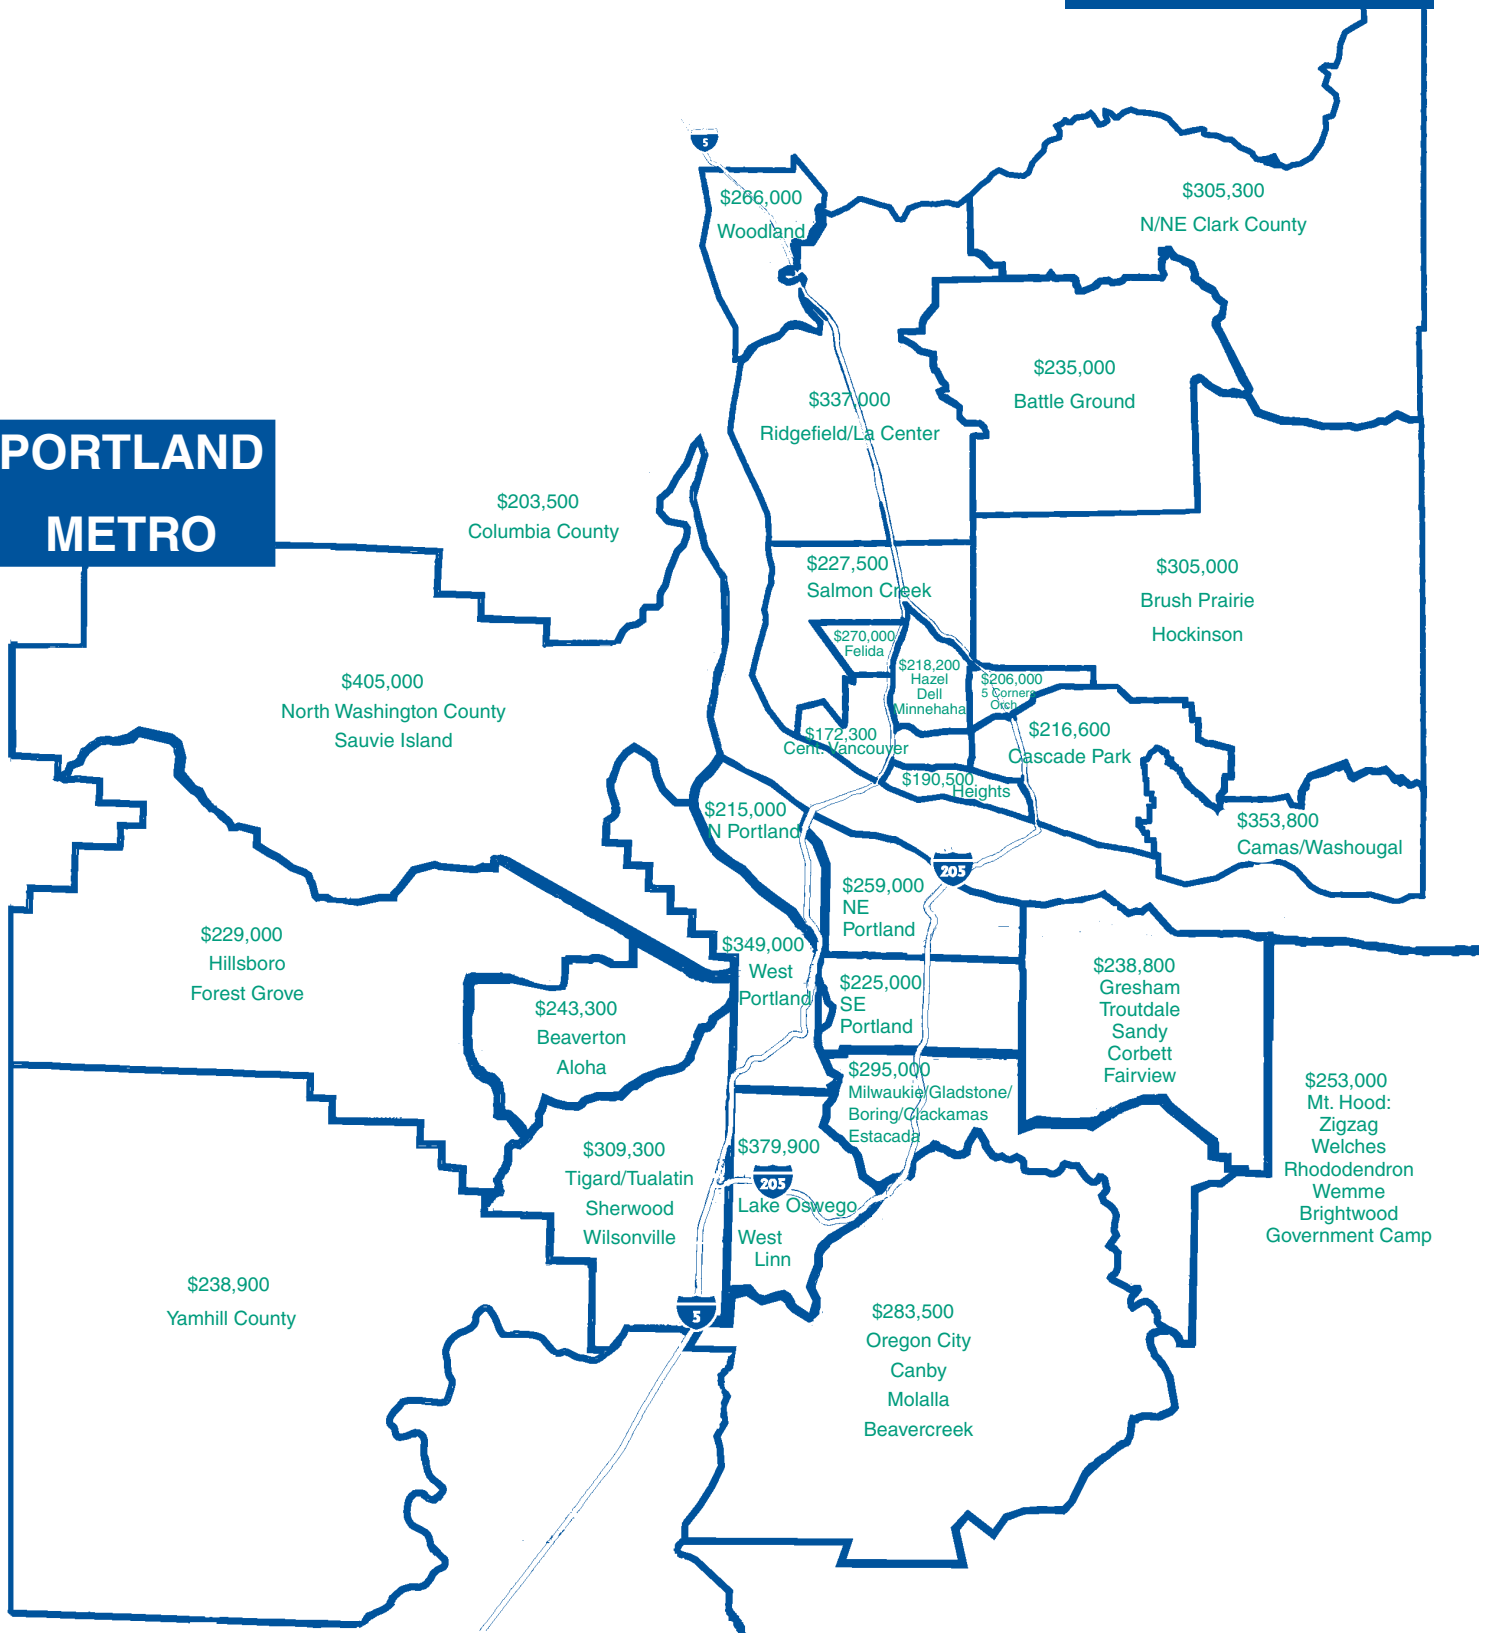 5
$266,000
Woodland
$305,300
N/NE Clark County
$235,000
Battle Ground
$337,000
Ridgefield/La Center
PORTLAND
METRO
$203,500
Columbia County
$227,500
Salmon Creek
$305,000
Brush Prairie
Hockinson
$270,000
Felida
$218,200
Hazel
Dell
Minnehaha
$206,000
5 Corners
Orch
$405,000
North Washington County
Sauvie Island
$172,300
Cent. Vancouver
$216,600
Cascade Park
$190,500
Heights
$215,000
N Portland
$353,800
Camas/Washougal
205
$259,000
NE
Portland
$229,000
Hillsboro
Forest Grove
$349,000
West
Portland
$225,000
SE
Portland
$238,800
Gresham
Troutdale
Sandy
Corbett
Fairview
$243,300
Beaverton
Aloha
$295,000
Milwaukie/Gladstone/
Boring/Clackamas
Estacada
$253,000
Mt. Hood:
Zigzag
Welches
Rhododendron
Wemme
Brightwood
Government Camp
$309,300
Tigard/Tualatin
Sherwood
Wilsonville
$379,900
205
Lake Oswego
West
Linn
$238,900
Yamhill County
5
$283,500
Oregon City
Canby
Molalla
Beavercreek